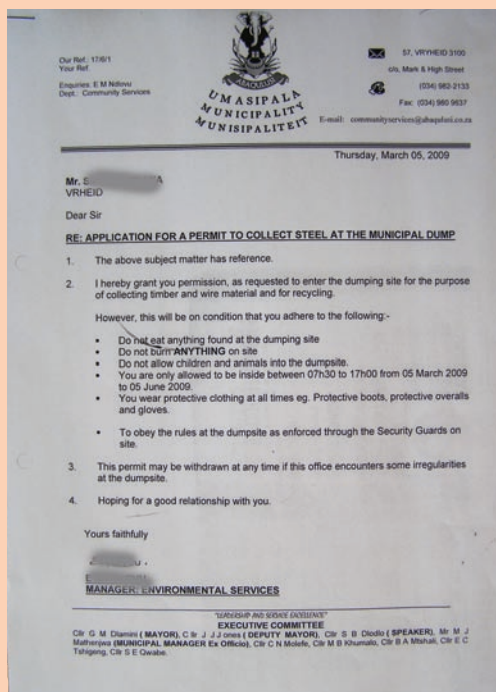 ABAQULUSI
UMASIPALA
MUNICIPALITY
MUNISIPALITEIT
Our Ref.: 17/6/1
Your Ref.
Enquiries: E M Ndlovu
Dept.: Community Services
57, VRYHEID 3100
c/o, Mark & High Street
(034) 982-2133
Fax: (034) 980 9637
E-mail: communityservices@abaqulusi.co.za
Thursday, March 05, 2009
Mr. S
VRHEID
Dear Sir
RE: APPLICATION FOR A PERMIT TO COLLECT STEEL AT THE MUNICIPAL DUMP
1. The above subject matter has reference.
2. I hereby grant you permission, as requested to enter the dumping site for the purpose
of collecting timber and wire material and for recycling.
However, this will be on condition that you adhere to the following:-
• Do not eat anything found at the dumping site
• Do not burn ANYTHING on site
• Do not allow children and animals into the dumpsite.
• You are only allowed to be inside between 07h30 to 17h00 from 05 March 2009
to 05 June 2009.
• You wear protective clothing at all times eg. Protective boots, protective overalls
and gloves.
• To obey the rules at the dumpsite as enforced through the Security Guards on
site.
3. This permit may be withdrawn at any time if this office encounters some irregularities
at the dumpsite.
4. Hoping for a good relationship with you.
Yours faithfully
MANAGER: ENVIRONMENTAL SERVICES
"LEADERSHIP AND SERVICE EXCELLENCE"
EXECUTIVE COMMITTEE
Cllr G M Dlamini ( MAYOR), C llr J J Jones ( DEPUTY MAYOR), Cllr S B Dlodlo ( SPEAKER), Mr M J
Mathenjwa (MUNICIPAL MANAGER Ex Officio), Cllr C N Molefe, Cllr M B Khumalo, Cllr B A Mtshali, Cllr E C
Tshigeng, Cllr S E Qwabe.